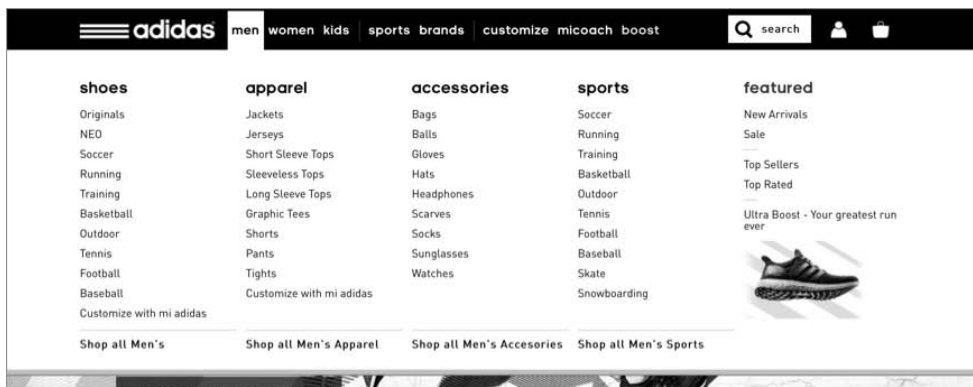 adidas men women kids sports brands customize micoach boost search
shoes
Originals
NEO
Soccer
Running
Training
Basketball
Outdoor
Tennis
Football
Baseball
Customize with mi adidas
Shop all Men's
apparel
Jackets
Jerseys
Short Sleeve Tops
Sleeveless Tops
Long Sleeve Tops
Graphic Tees
Shorts
Pants
Tights
Customize with mi adidas
Shop all Men's Apparel
accessories
Bags
Balls
Gloves
Hats
Headphones
Scarves
Socks
Sunglasses
Watches
Shop all Men's Accesories
sports
Soccer
Running
Training
Basketball
Outdoor
Tennis
Football
Baseball
Skate
Snowboarding
Shop all Men's Sports
featured
New Arrivals
Sale
Top Sellers
Top Rated
Ultra Boost - Your greatest run
ever